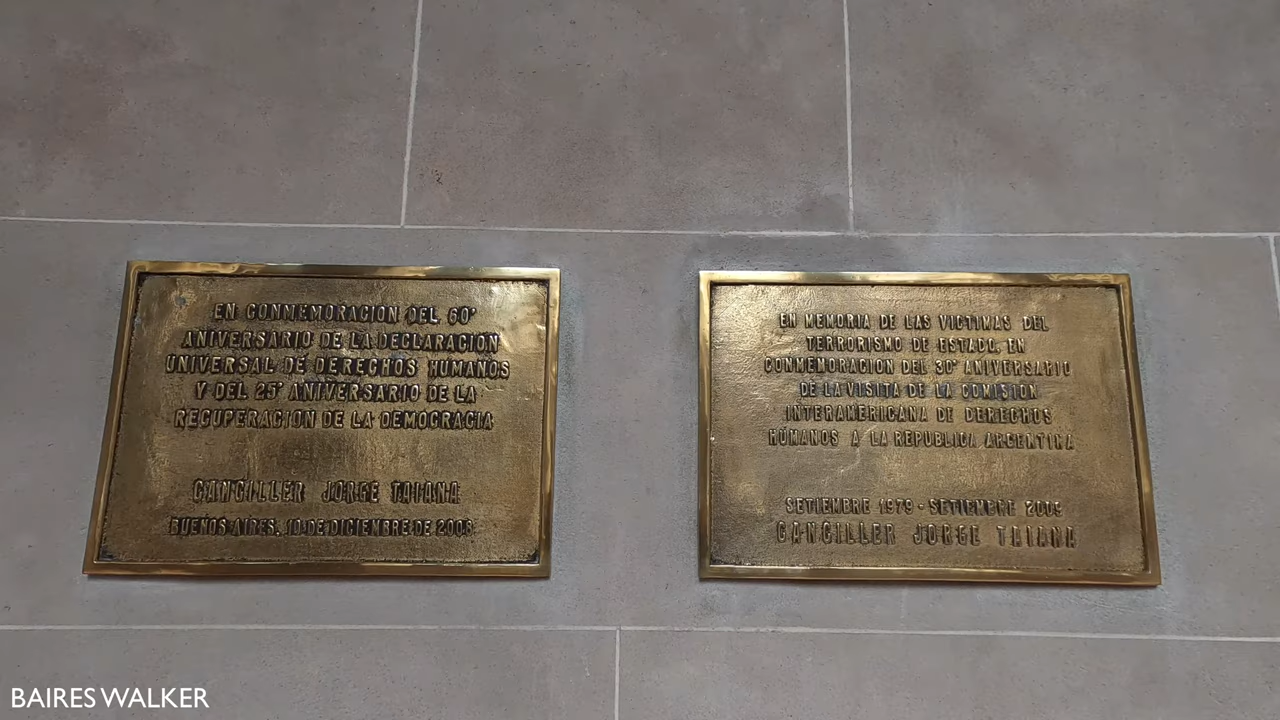 EN CONMEMORACION DEL 60°
ANIVERSARIO DE LA DECLARACION
UNIVERSAL DE DERECHOS HUMANOS
Y DEL 25° ANIVERSARIO DE LA
RECUPERACION DE LA DEMOCRACIA
CANCILLER JORGE TAIANA
BUENOS AIRES, 10 DE DICIEMBRE DE 2008
EN MEMORIA DE LAS VICTIMAS DEL
TERRORISMO DE ESTADO, EN
CONMEMORACION DEL 30° ANIVERSARIO
DE LA VISITA DE LA COMISION
INTERAMERICANA DE DERECHOS
HUMANOS A LA REPUBLICA ARGENTINA
SETIEMBRE 1979 - SETIEMBRE 2009
CANCILLER JORGE TAIANA
BAIRES WALKER